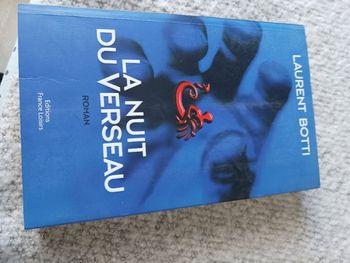 LAURENT BOTTI
LA NUIT
DU VERSEAU
ROMAN
Editions
France Loisirs